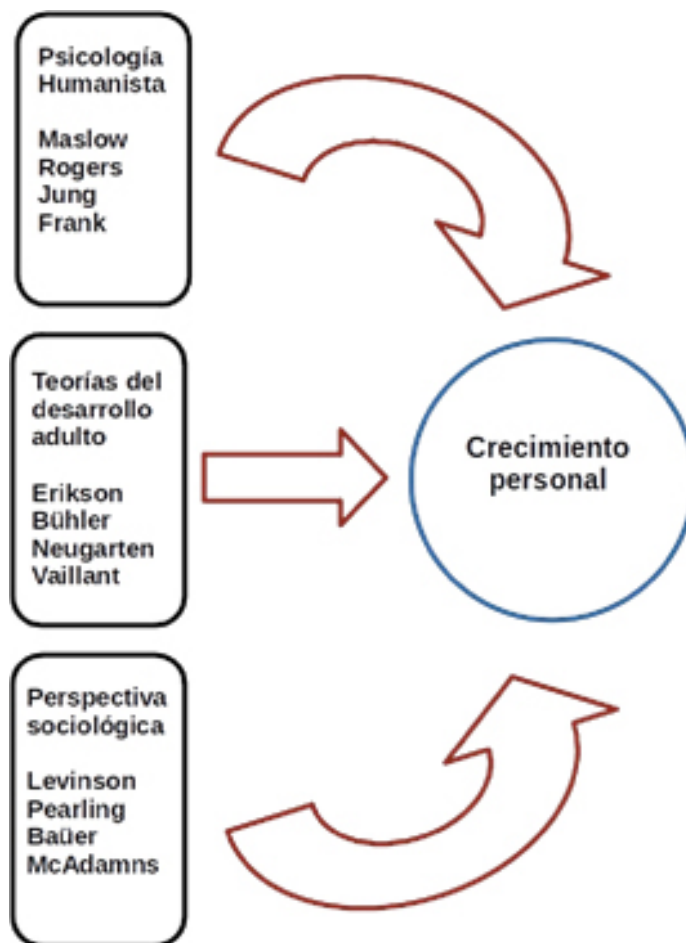 Psicología
Humanista
Maslow
Rogers
Jung
Frank
Teorías del
desarrollo
adulto
Erikson
Bühler
Neugarten
Vaillant
Crecimiento
personal
Perspectiva
sociológica
Levinson
Pearling
Baüer
McAdamns